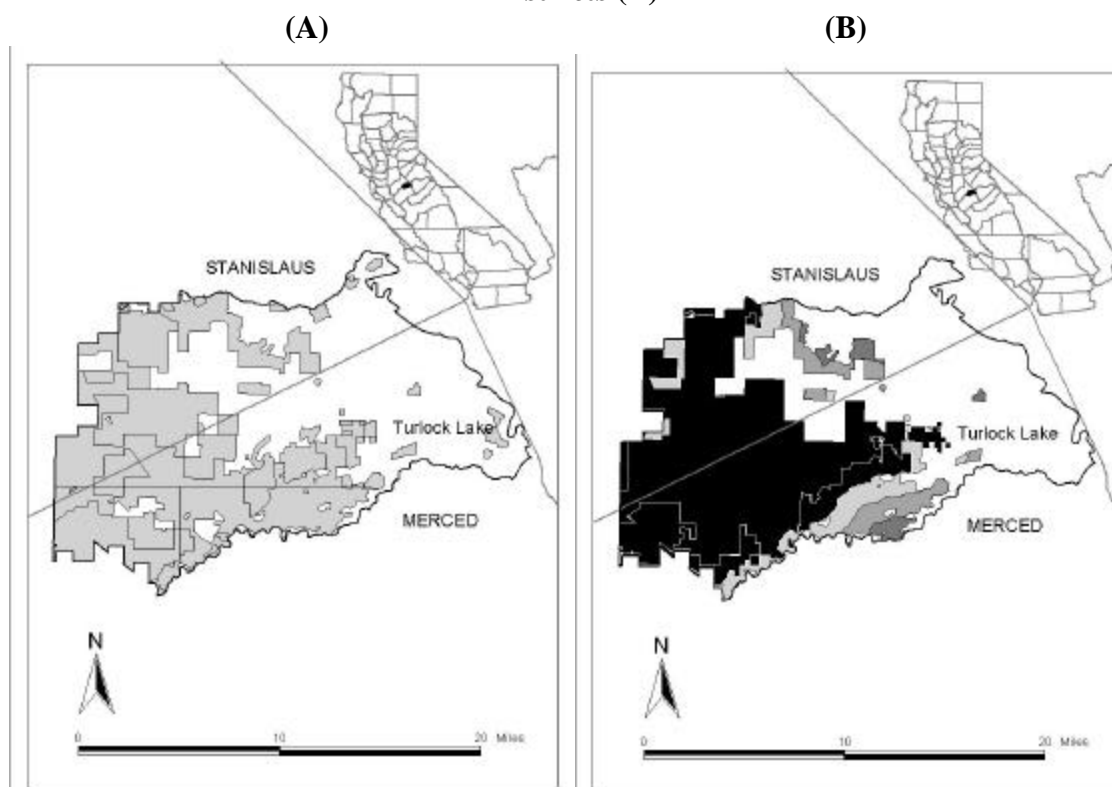 (A)
(B)
STANISLAUS
Turlock Lake
MERCED
N
0 10 20 Miles
STANISLAUS
Turlock Lake
MERCED
N
0 10 20 Miles